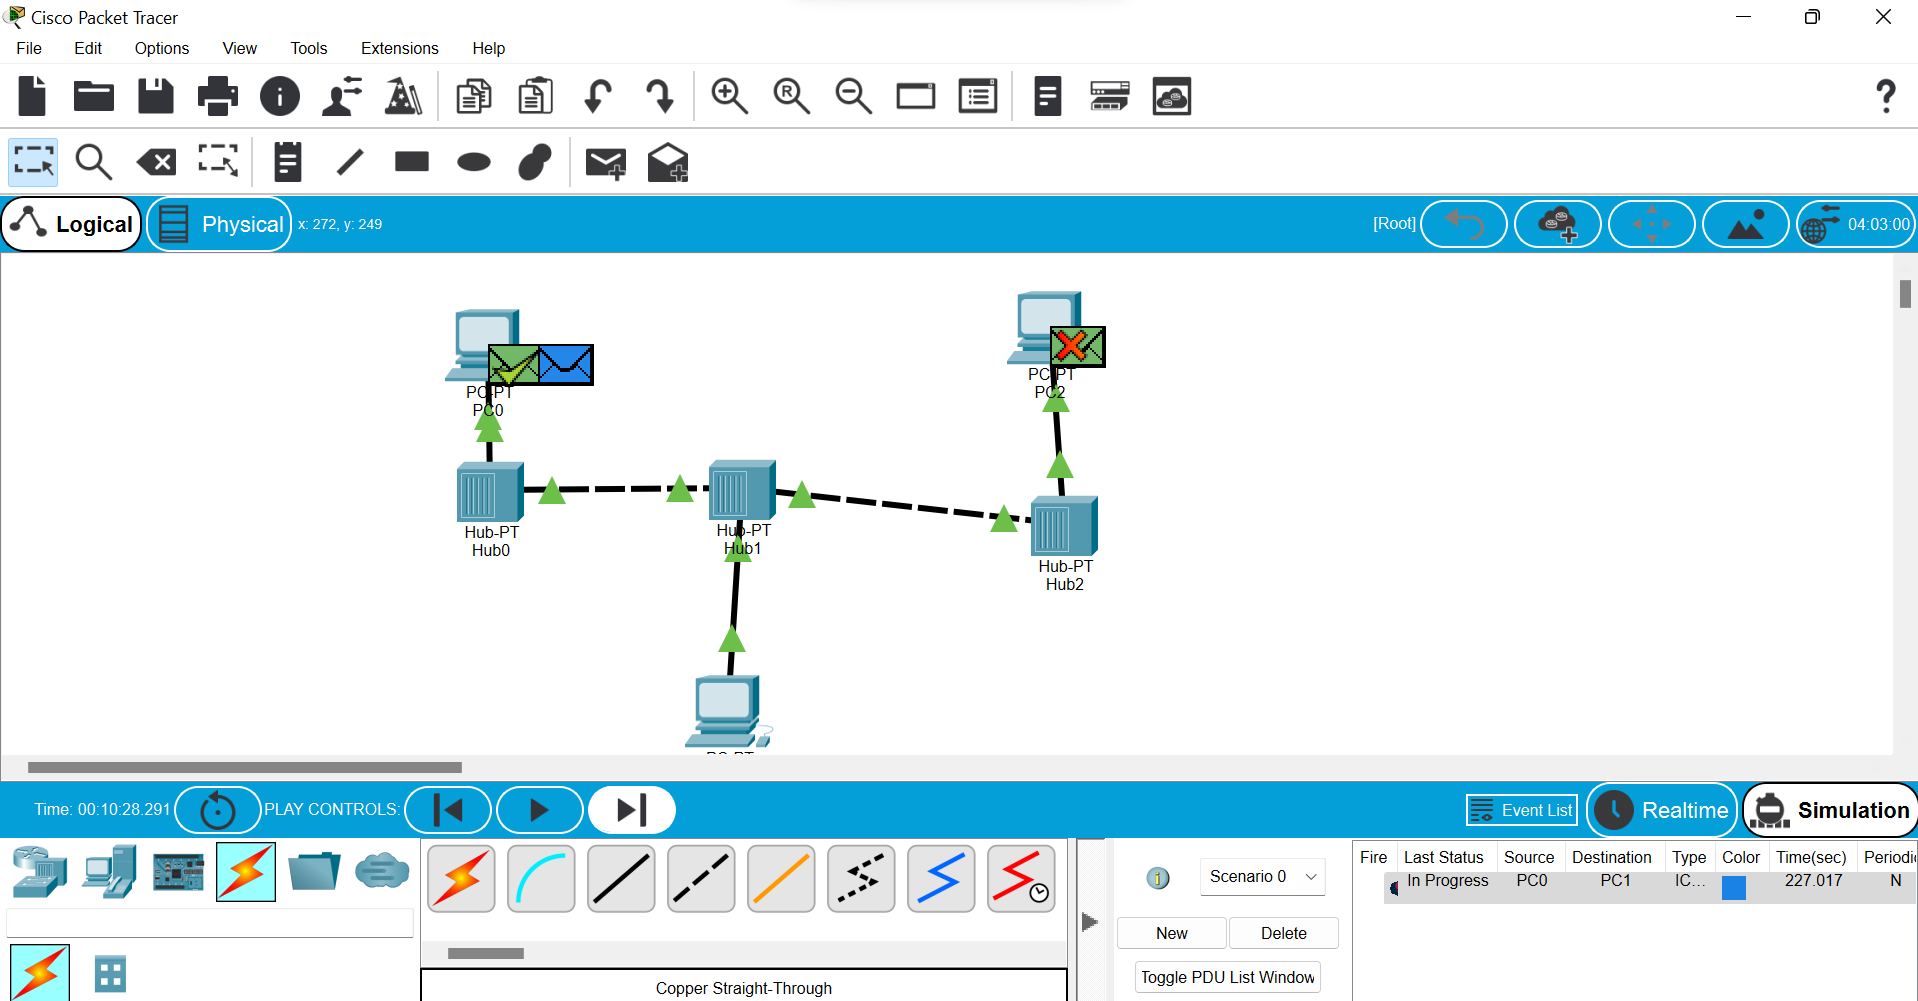 Cisco Packet Tracer
File Edit Options View Tools Extensions Help
Logical Physical x: 272, y: 249 [Root] 04:03:00
PC-PT
PC0
PC-PT
PC2
Hub-PT
Hub0
Hub-PT
Hub1
Hub-PT
Hub2
Time: 00:10:28.291 PLAY CONTROLS: Event List Realtime Simulation
Fire Last Status Source Destination Type Color Time(sec) Periodic
In Progress PC0 PC1 IC... 227.017 N
Scenario 0
New Delete
Toggle PDU List Window
Copper Straight-Through